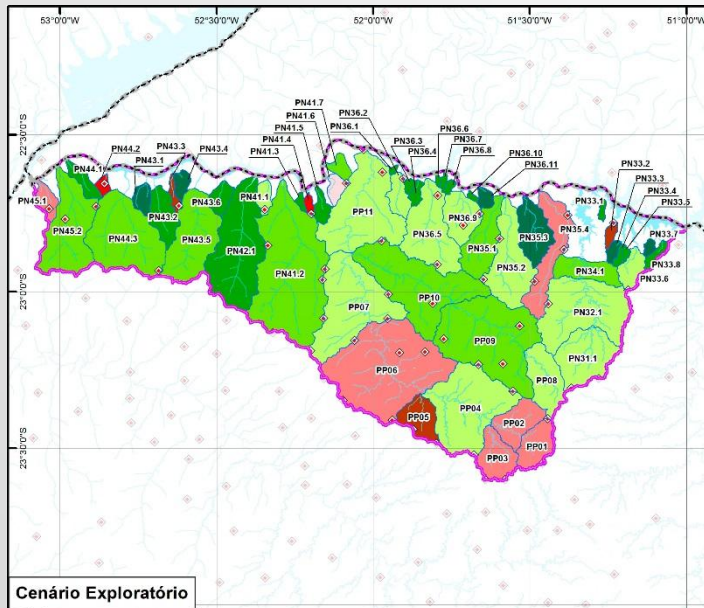 53°0'0"W 52°30'0"W 52°0'0"W 51°30'0"W 51°0'0"W
22°30'0"S
23°0'0"S
23°30'0"S
PN41.7
PN41.6
PN41.5
PN41.4
PN41.3
PN36.2
PN36.1
PN36.3
PN36.4
PN36.6
PN36.7
PN36.8
PN36.10
PN36.11
PN44.2
PN44.1
PN43.1
PN43.3
PN43.4
PN33.2
PN33.3
PN33.4
PN33.5
PN33.1
PN45.1
PN43.2
PN43.6
PN41.1
PP11
PN36.5
PN36.9
PN35.1
PN35.3
PN35.4
PN33.7
PN45.2
PN44.3
PN43.5
PN42.1
PN41.2
PN35.2
PN34.1
PN33.8
PN33.6
PP07
PP10
PP09
PN32.1
PN31.1
PP06
PP08
PP05
PP04
PP02
PP01
PP03
Cenário Exploratório